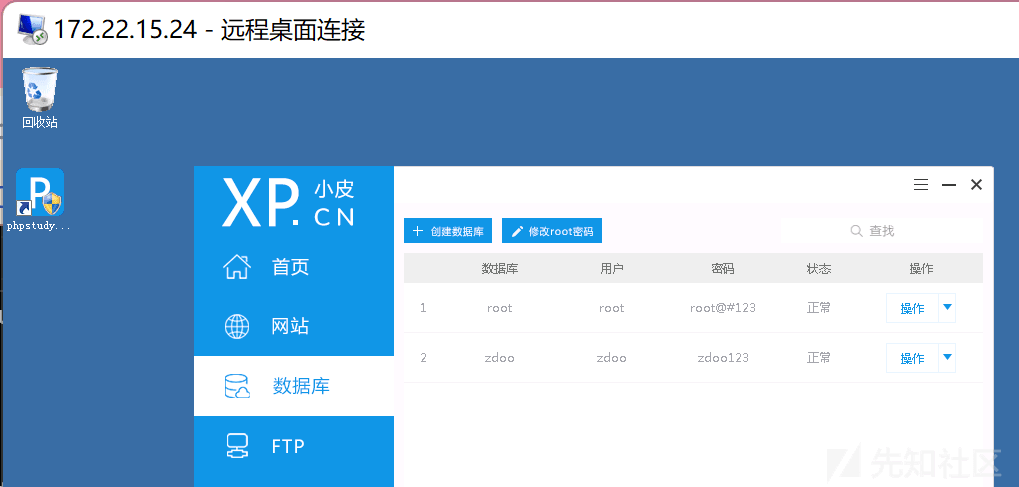 172.22.15.24 - 远程桌面连接
回收站
phpstudy...
XP.小皮CN
首页
网站
数据库
FTP
创建数据库 修改root密码 查找
数据库 用户 密码 状态 操作
1 root root root@#123 正常 操作
2 zdoo zdoo zdoo123 正常 操作
先知社区